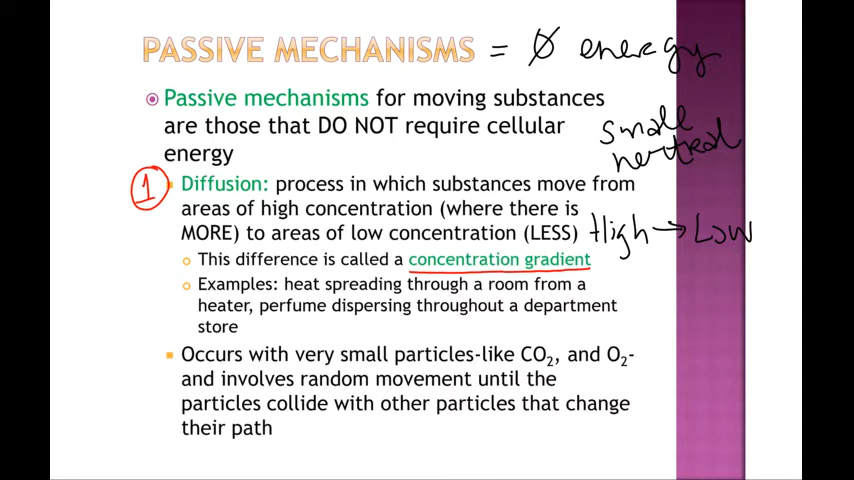 PASSIVE MECHANISMS = Ø energy
Passive mechanisms for moving substances
are those that DO NOT require cellular
energy
small
neutral
1 Diffusion: process in which substances move from
areas of high concentration (where there is
MORE) to areas of low concentration (LESS) High → Low
This difference is called a concentration gradient
Examples: heat spreading through a room from a
heater, perfume dispersing throughout a department
store
Occurs with very small particles-like CO₂, and O₂-
and involves random movement until the
particles collide with other particles that change
their path